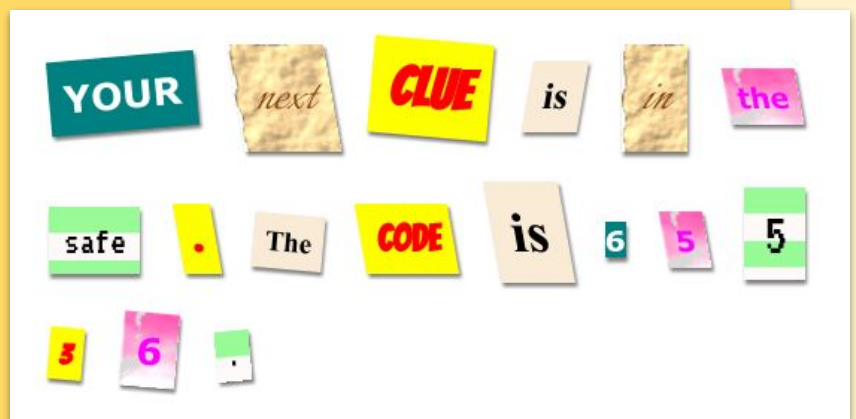 YOUR next CLUE is in the
safe . The CODE is 6 5 5
3 6 .